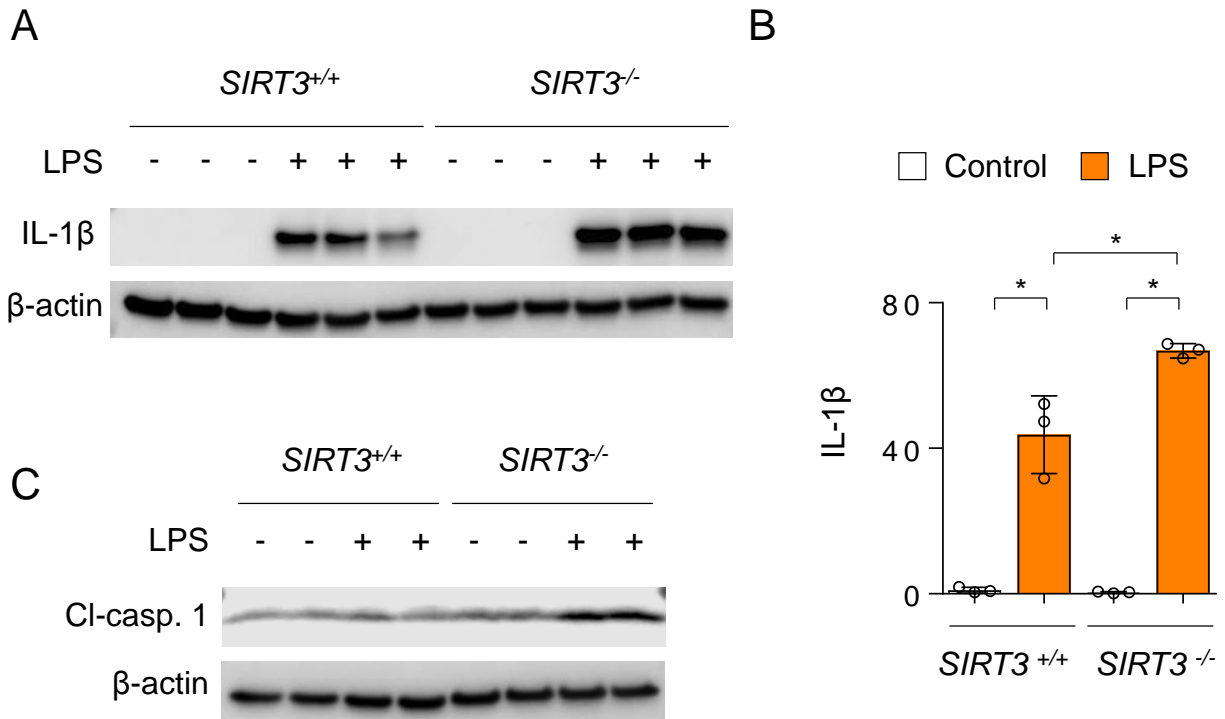 A
SIRT3+/+ SIRT3-/-
LPS - - - + + + - - - + + +
IL-1β
β-actin
B
Control LPS
*
* *
80
40
0
IL-1β
SIRT3 +/+ SIRT3 -/-
C
SIRT3+/+ SIRT3-/-
LPS - - + + - - + +
Cl-casp. 1
β-actin